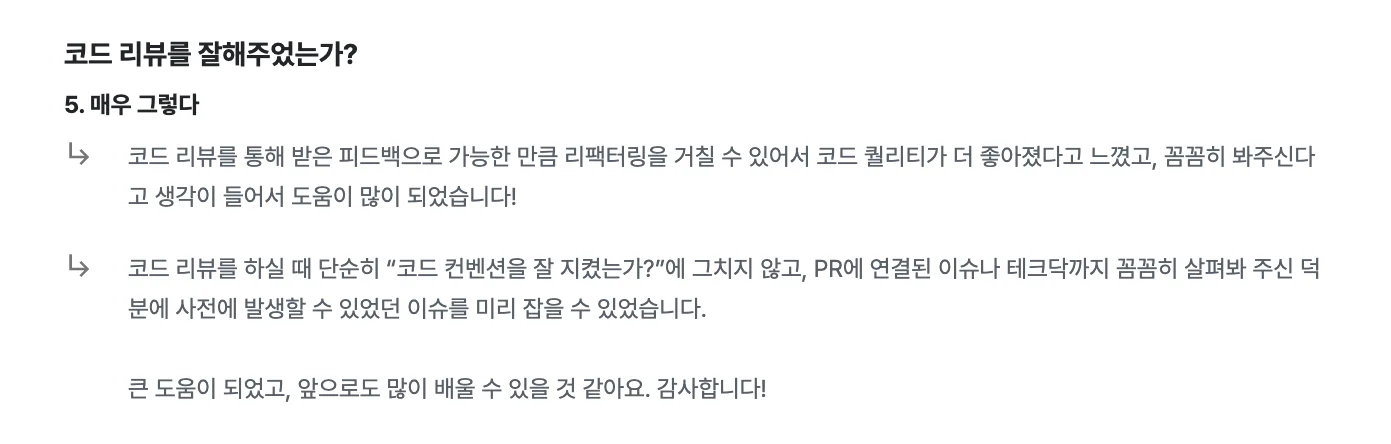 코드 리뷰를 잘해주었는가?
5. 매우 그렇다
코드 리뷰를 통해 받은 피드백으로 가능한 만큼 리팩터링을 거칠 수 있어서 코드 퀄리티가 더 좋아졌다고 느꼈고, 꼼꼼히 봐주신다
고 생각이 들어서 도움이 많이 되었습니다!
코드 리뷰를 하실 때 단순히 “코드 컨벤션을 잘 지켰는가?”에 그치지 않고, PR에 연결된 이슈나 테크닥까지 꼼꼼히 살펴봐 주신 덕
분에 사전에 발생할 수 있었던 이슈를 미리 잡을 수 있었습니다.
큰 도움이 되었고, 앞으로도 많이 배울 수 있을 것 같아요. 감사합니다!